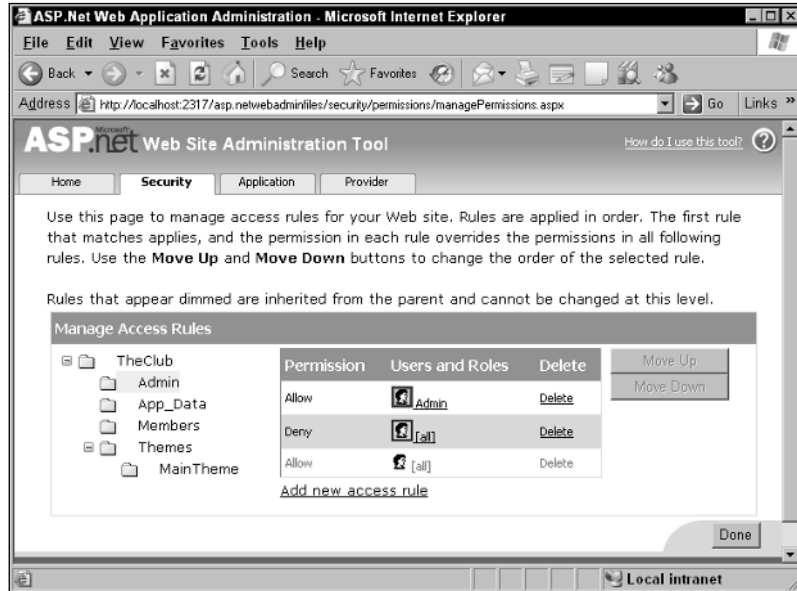 ASP.Net Web Application Administration - Microsoft Internet Explorer
File Edit View Favorites Tools Help
Back Search Favorites
Address http://localhost:2317/asp.netwebadminfiles/security/permissions/managePermissions.aspx Go Links »
Microsoft
ASP.net Web Site Administration Tool How do I use this tool? ?
Home Security Application Provider
Use this page to manage access rules for your Web site. Rules are applied in order. The first rule
that matches applies, and the permission in each rule overrides the permissions in all following
rules. Use the Move Up and Move Down buttons to change the order of the selected rule.
Rules that appear dimmed are inherited from the parent and cannot be changed at this level.
Manage Access Rules
TheClub
Admin
App_Data
Members
Themes
MainTheme
Permission Users and Roles Delete
Allow Admin Delete
Deny [all] Delete
Allow [all] Delete
Add new access rule
Move Up
Move Down
Done
Local intranet